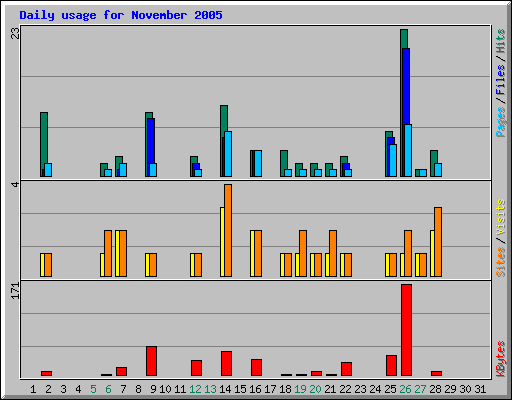 Daily usage for November 2005
23
Pages / Files / Hits
4
Sites / Visits
171
KBytes
1 2 3 4 5 6 7 8 9 10 11 12 13 14 15 16 17 18 19 20 21 22 23 24 25 26 27 28 29 30 31